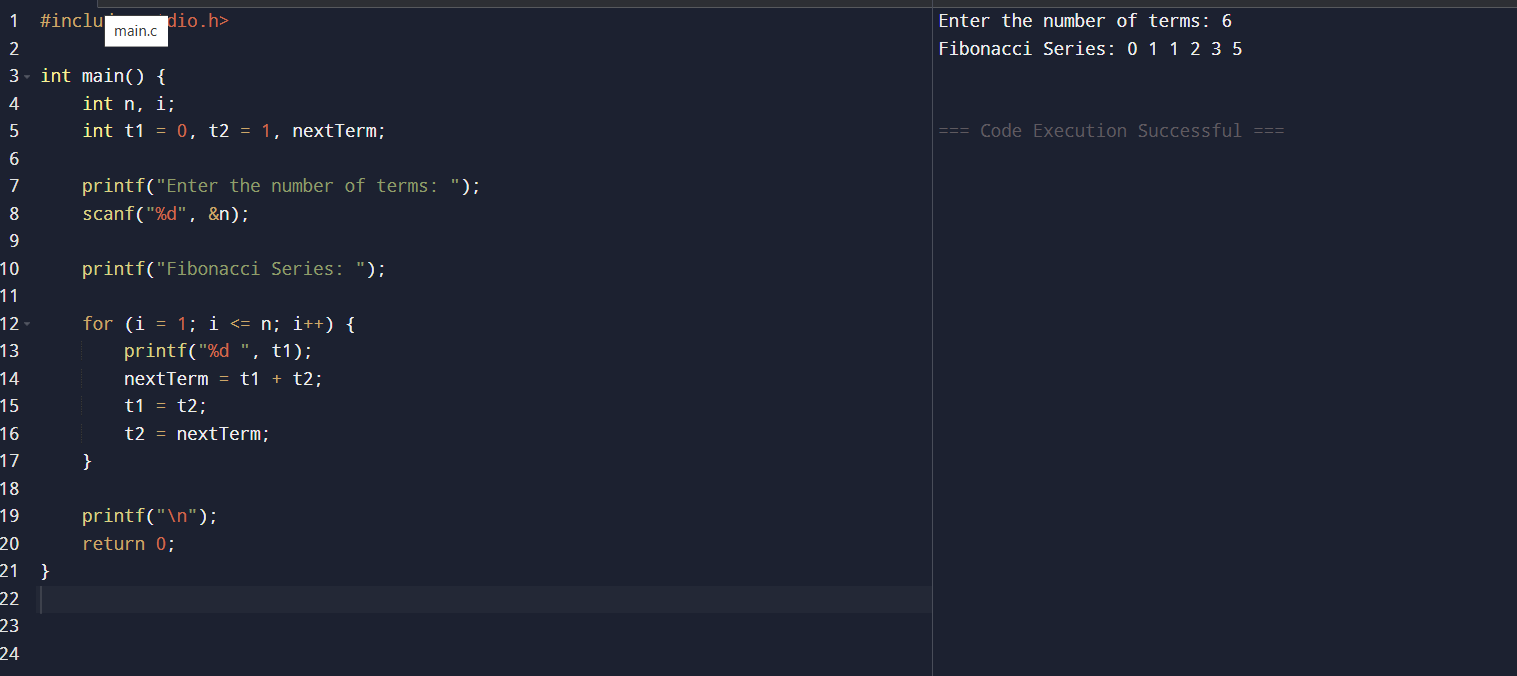 1 #inclu dio.h>
main.c
2
3 int main() {
4 int n, i;
5 int t1 = 0, t2 = 1, nextTerm;
6
7 printf("Enter the number of terms: ");
8 scanf("%d", &n);
9
10 printf("Fibonacci Series: ");
11
12 for (i = 1; i <= n; i++) {
13 printf("%d ", t1);
14 nextTerm = t1 + t2;
15 t1 = t2;
16 t2 = nextTerm;
17 }
18
19 printf("\n");
20 return 0;
21 }
22
23
24
Enter the number of terms: 6
Fibonacci Series: 0 1 1 2 3 5
=== Code Execution Successful ===